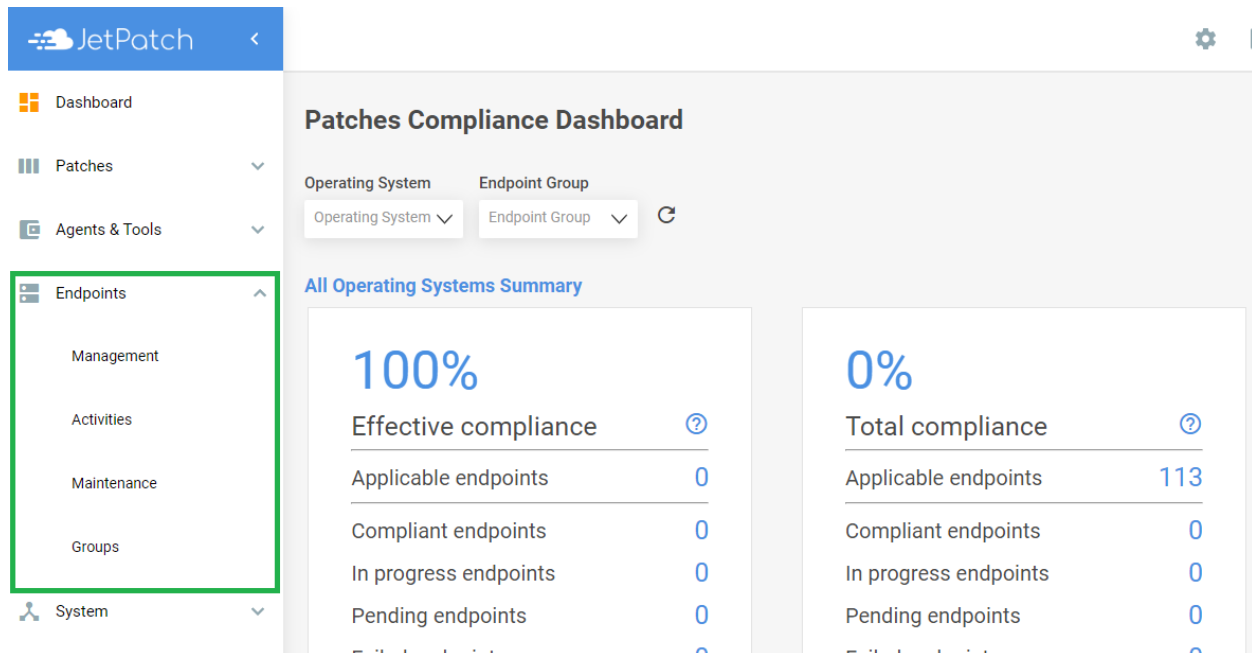 JetPatch
Dashboard
Patches
Agents & Tools
Endpoints
Management
Activities
Maintenance
Groups
System
Patches Compliance Dashboard
Operating System Endpoint Group
Operating System Endpoint Group
All Operating Systems Summary
100%
Effective compliance
Applicable endpoints 0
Compliant endpoints 0
In progress endpoints 0
Pending endpoints 0
0%
Total compliance
Applicable endpoints 113
Compliant endpoints 0
In progress endpoints 0
Pending endpoints 0